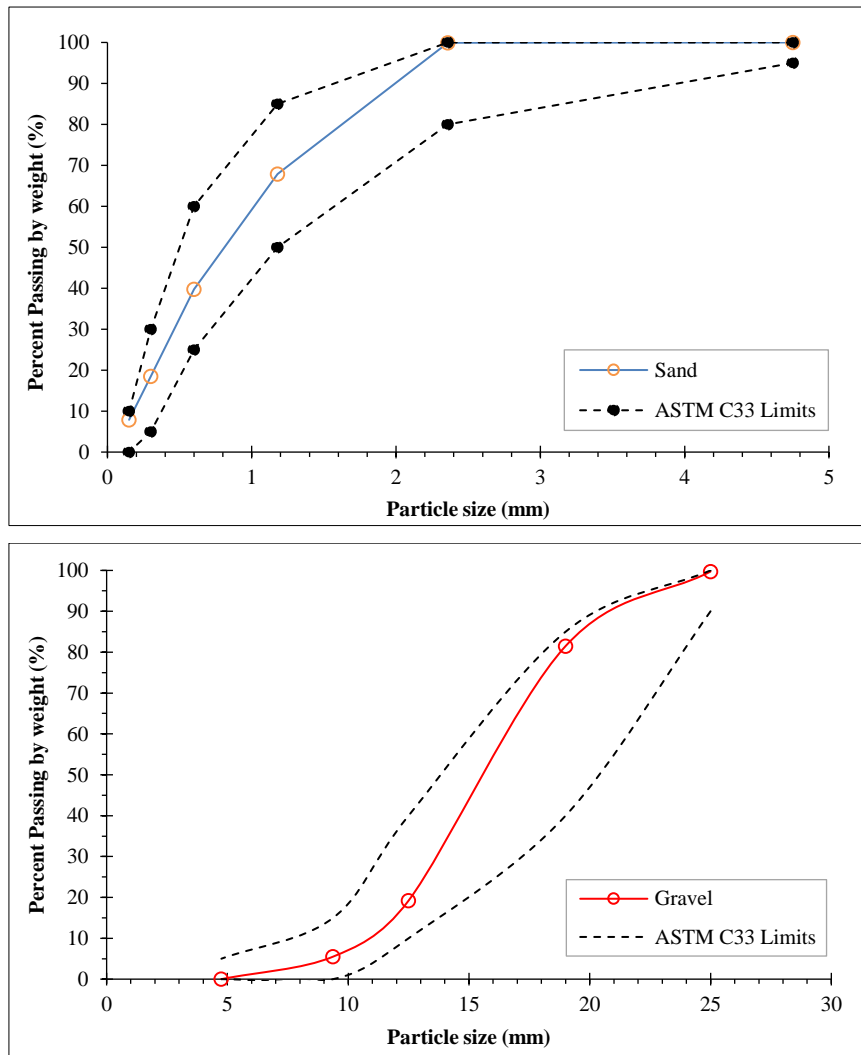 Percent Passing by weight (%)
100
90
80
70
60
50
40
30
20
10
0
0 1 2 3 4 5
Particle size (mm)
Sand
ASTM C33 Limits
Percent Passing by weight (%)
100
90
80
70
60
50
40
30
20
10
0
0 5 10 15 20 25 30
Particle size (mm)
Gravel
ASTM C33 Limits